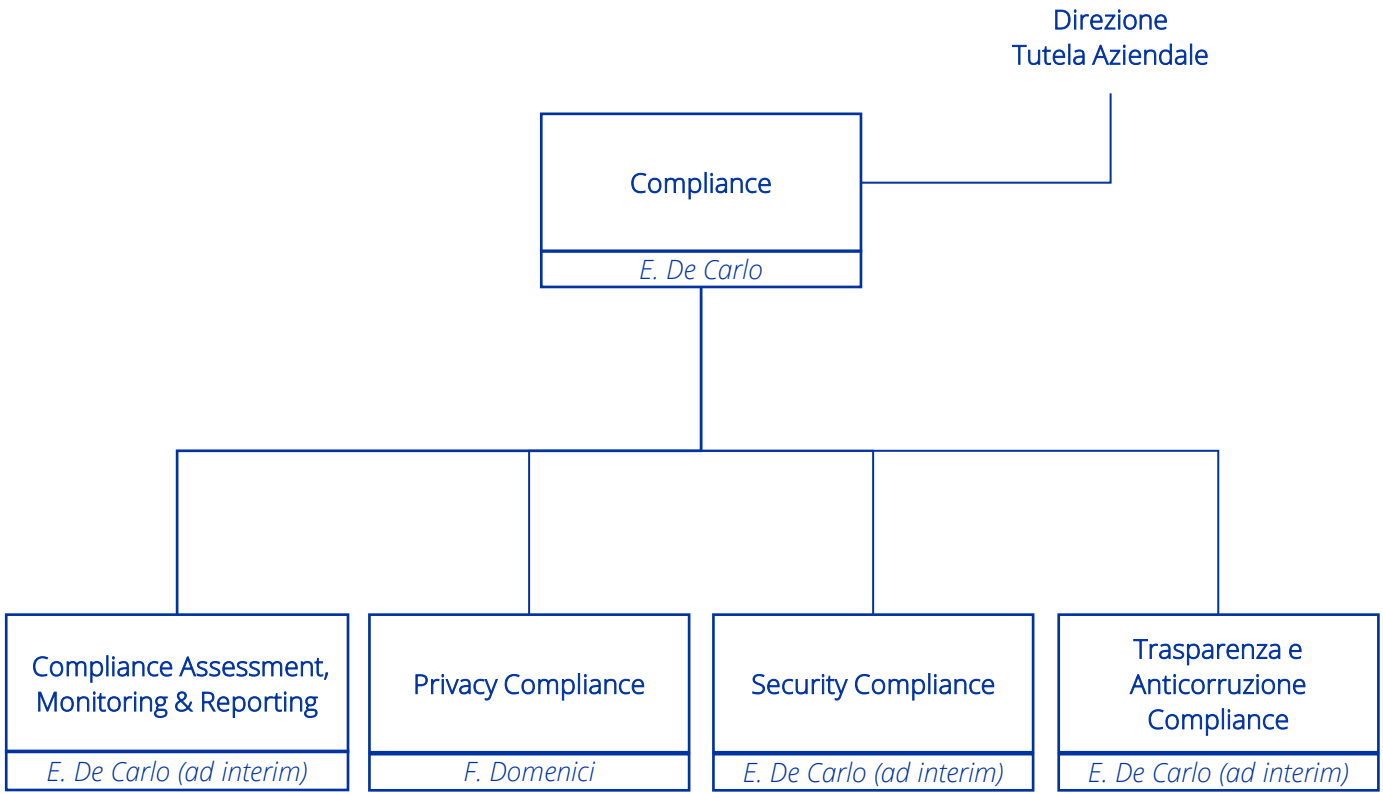 Direzione
Tutela Aziendale
Compliance
E. De Carlo
Compliance Assessment,
Monitoring & Reporting
E. De Carlo (ad interim)
Privacy Compliance
F. Domenici
Security Compliance
E. De Carlo (ad interim)
Trasparenza e
Anticorruzione
Compliance
E. De Carlo (ad interim)